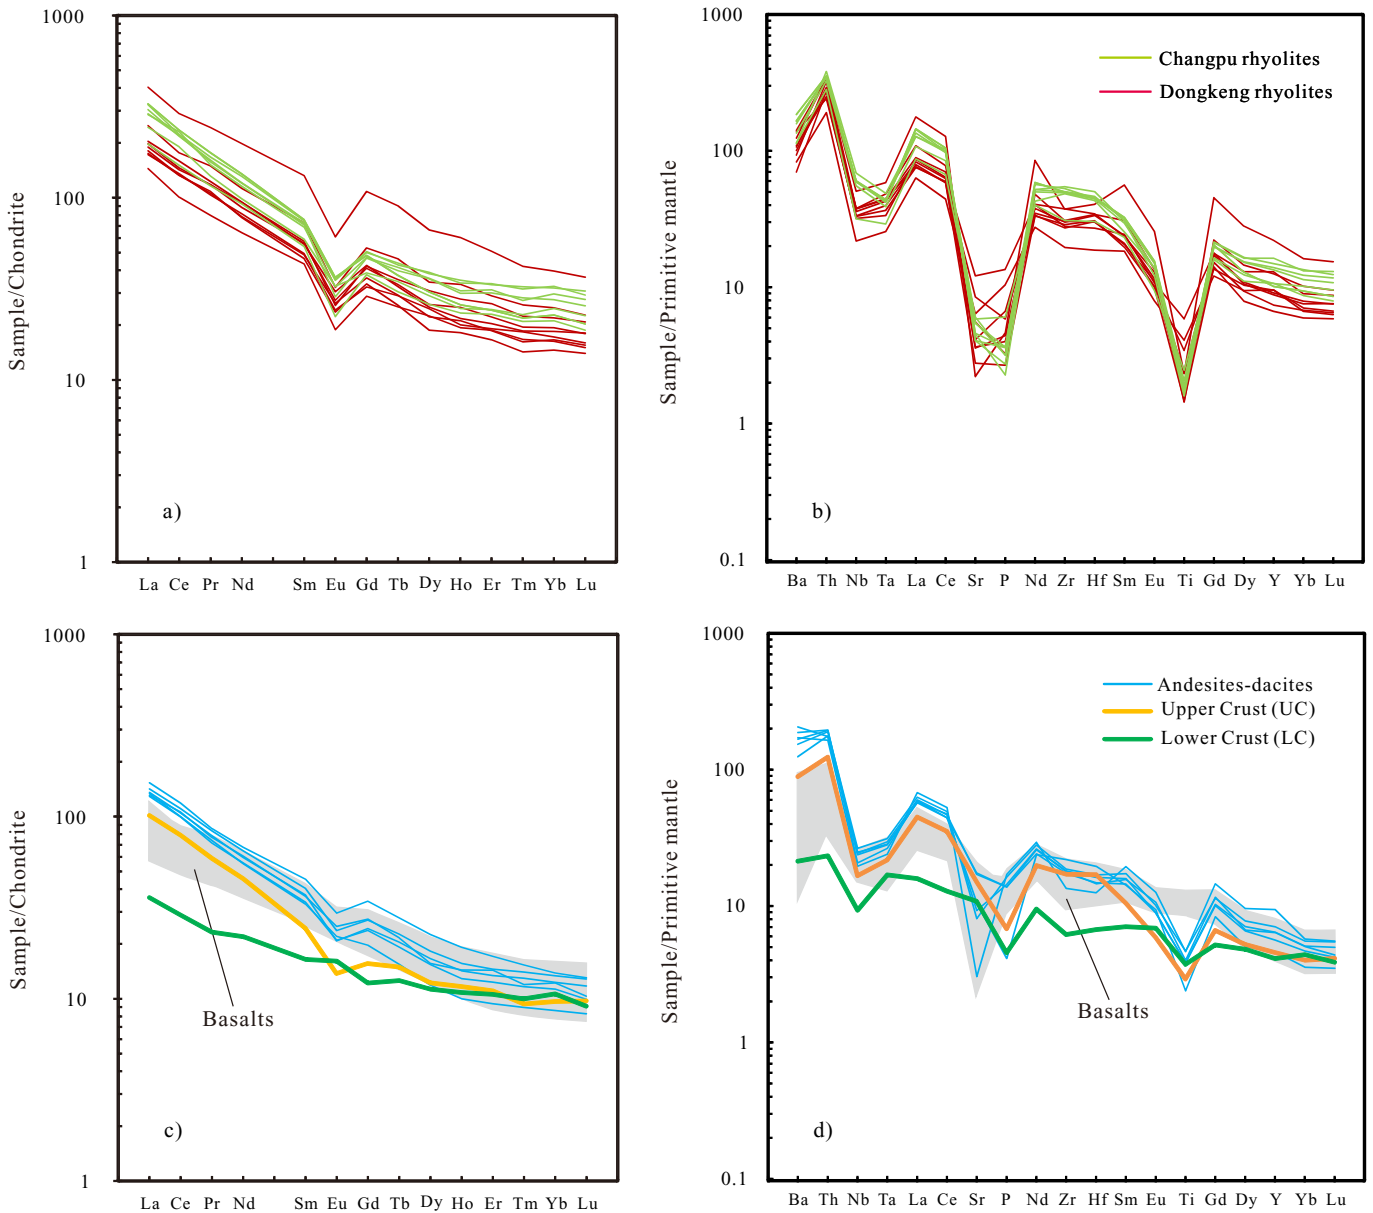 1000
100
10
1
Sample/Chondrite
a)
La Ce Pr Nd Sm Eu Gd Tb Dy Ho Er Tm Yb Lu
1000
100
10
1
0.1
Sample/Primitive mantle
Changpu rhyolites
Dongkeng rhyolites
b)
Ba Th Nb Ta La Ce Sr P Nd Zr Hf Sm Eu Ti Gd Dy Y Yb Lu
1000
100
10
1
Sample/Chondrite
Basalts
c)
La Ce Pr Nd Sm Eu Gd Tb Dy Ho Er Tm Yb Lu
1000
100
10
1
0.1
Sample/Primitive mantle
Andesites-dacites
Upper Crust (UC)
Lower Crust (LC)
Basalts
d)
Ba Th Nb Ta La Ce Sr P Nd Zr Hf Sm Eu Ti Gd Dy Y Yb Lu